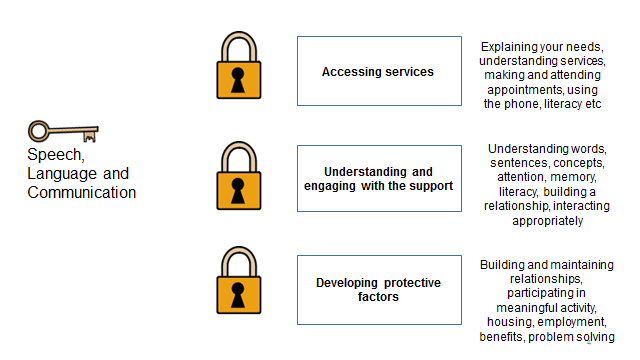 Speech,
Language and
Communication
Accessing services
Explaining your needs,
understanding services,
making and attending
appointments, using
the phone, literacy etc
Understanding and
engaging with the support
Understanding words,
sentences, concepts,
attention, memory,
literacy, building a
relationship, interacting
appropriately
Developing protective
factors
Building and maintaining
relationships,
participating in
meaningful activity,
housing, employment,
benefits, problem solving